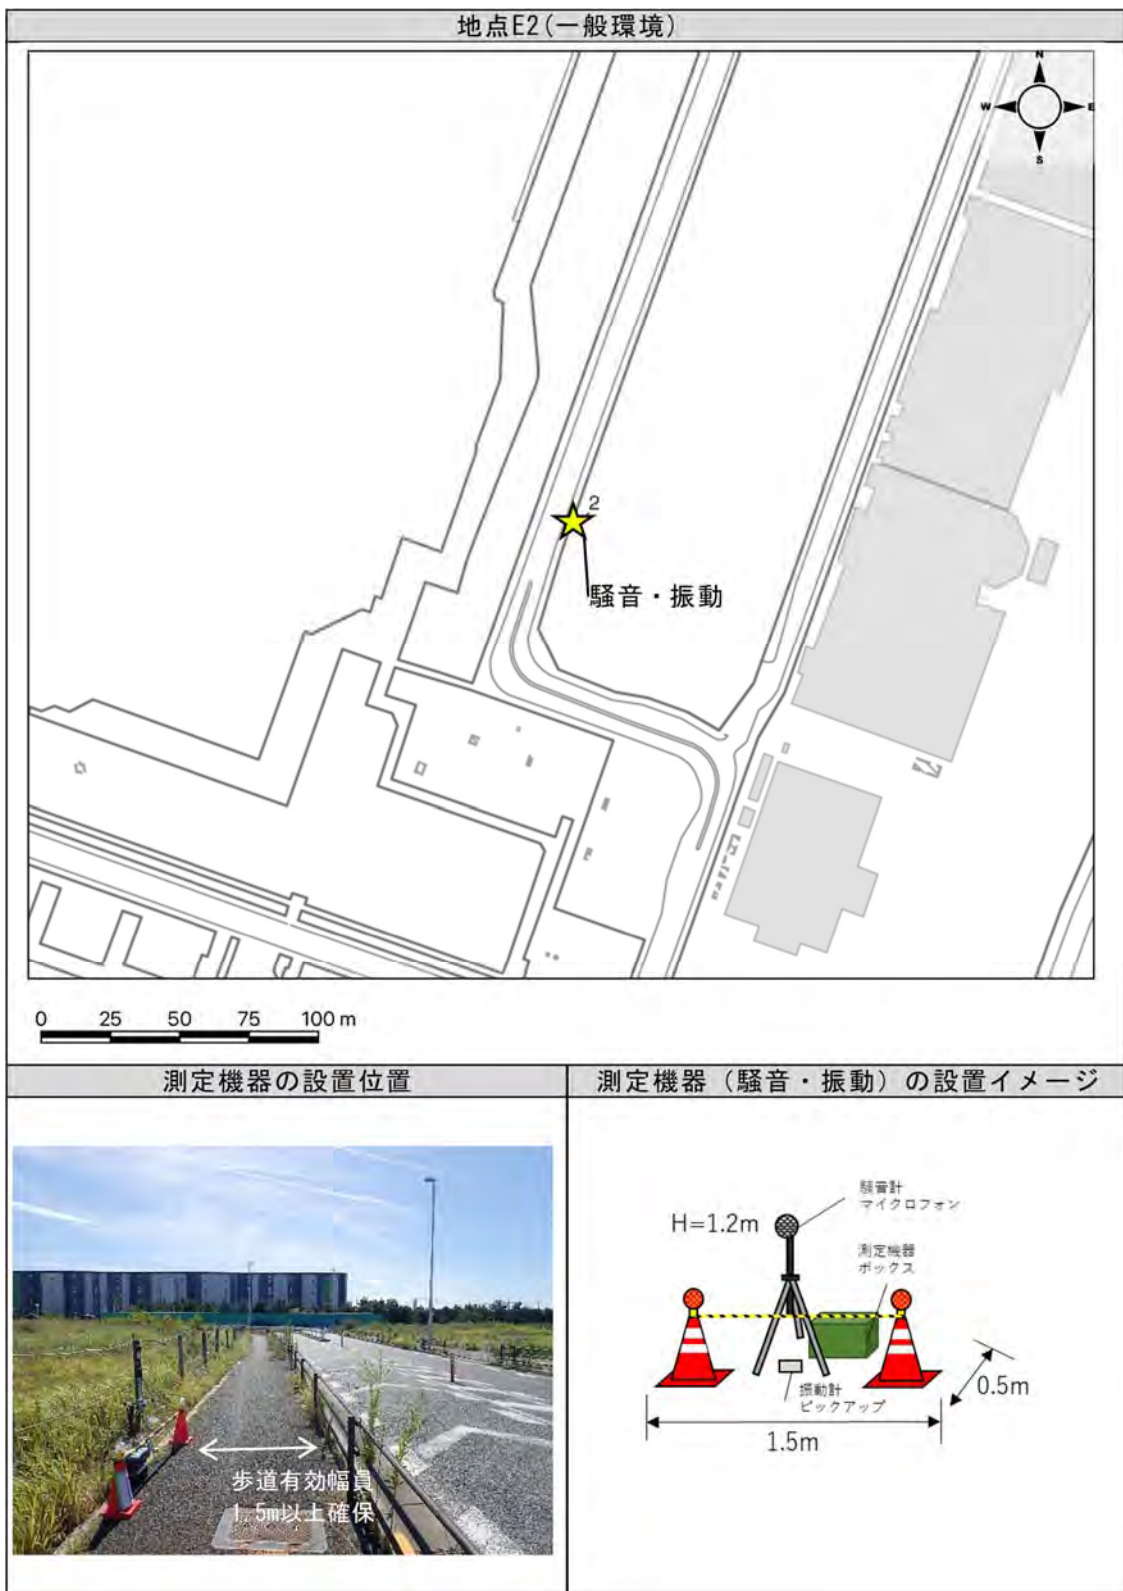 地点E2(一般環境)
N
W
E
S
2
騒音・振動
0 25 50 75 100 m
測定機器の設置位置
測定機器（騒音・振動）の設置イメージ
歩道有効幅員
1.5m以上確保
H=1.2m
騒音計
マイクロフォン
測定機器
ボックス
振動計
ピックアップ
0.5m
1.5m